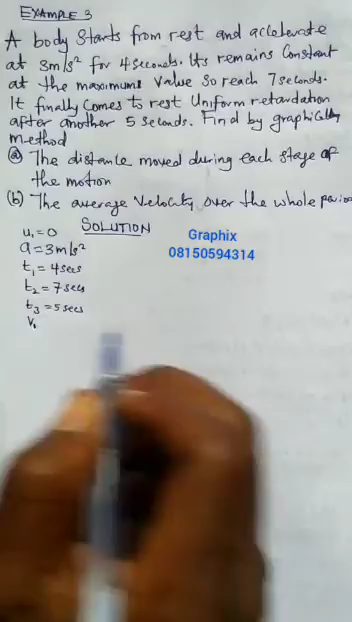 EXAMPLE 3
A body starts from rest and accelerate
at 3m/s² for 4seconds. Its remains Constant
at the maximum Value So reach 7seconds.
It finally Comes to rest Uniform retardation
after another 5 Seconds. Find by graphically
method
(a) The distance moved during each stage of
the motion
(b) The average Velocity over the whole period
SOLUTION
u₁ = 0
a = 3m/s²
t₁ = 4secs
t₂ = 7secs
t₃ = 5secs
V₁
Graphix
08150594314